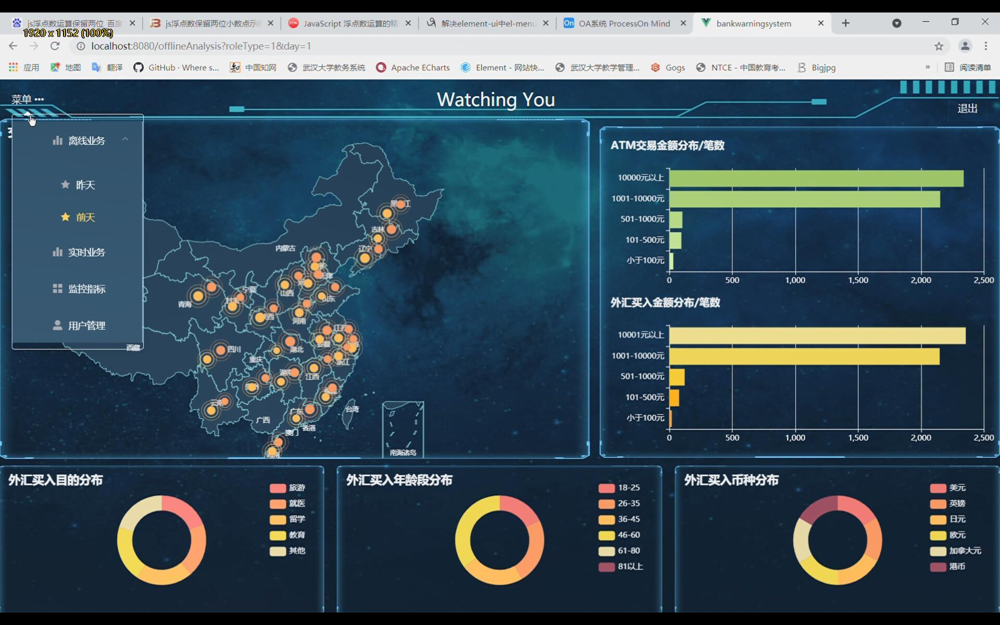 js浮点数运算保留两位 百度
js浮点数保留两位小数点示
JavaScript 浮点数运算的精
解决element-ui中el-menu
OA系统 ProcessOn Mind
bankwarningsystem
1920 x 1152 (100%)
localhost:8080/offlineAnalysis?roleType=1&day=1
应用
地图
翻译
GitHub · Where s...
中国知网
武汉大学教务系统
Apache ECharts
Element - 网站快...
武汉大学教学管理...
Gogs
NTCE - 中国教育考...
Bigjpg
»
阅读清单
菜单 •••
Watching You
退出
离线业务
昨天
前天
实时业务
监控指标
用户管理
黑龙江
吉林
辽宁
内蒙古
天津
山西
宁夏
山东
青海
河南
江苏
安徽
西藏
四川
湖北
重庆
浙江
湖南
江西
云南
广东
台湾
广西
香港
澳门
南海诸岛
ATM交易金额分布/笔数
10000元以上
1001-10000元
501-1000元
101-500元
小于100元
0
500
1,000
1,500
2,000
2,500
外汇买入金额分布/笔数
10001元以上
1001-10000元
501-1000元
101-500元
小于100元
0
500
1,000
1,500
2,000
2,500
外汇买入目的分布
旅游
就医
留学
教育
其他
外汇买入年龄段分布
18-25
26-35
36-45
46-60
61-80
81以上
外汇买入币种分布
美元
英镑
日元
欧元
加拿大元
港币